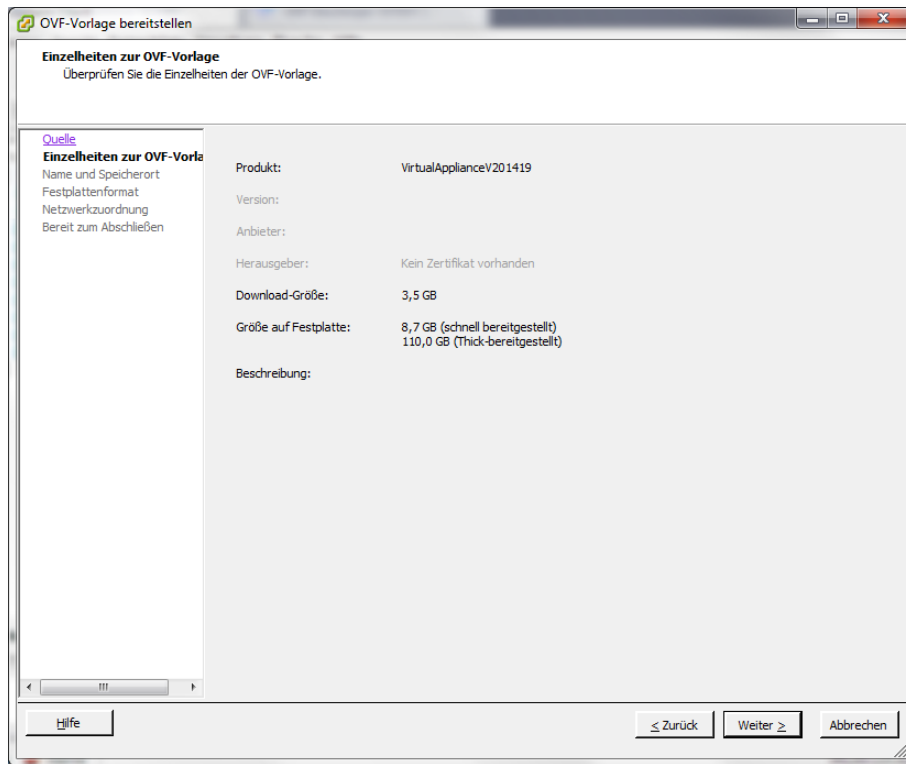 OVF-Vorlage bereitstellen
Einzelheiten zur OVF-Vorlage
Überprüfen Sie die Einzelheiten der OVF-Vorlage.
Quelle
Einzelheiten zur OVF-Vorla
Name und Speicherort
Festplattenformat
Netzwerkzuordnung
Bereit zum Abschließen
Produkt: VirtualApplianceV201419
Version:
Anbieter:
Herausgeber: Kein Zertifikat vorhanden
Download-Größe: 3,5 GB
Größe auf Festplatte: 8,7 GB (schnell bereitgestellt)
110,0 GB (Thick-bereitgestellt)
Beschreibung:
Hilfe
< Zurück Weiter > Abbrechen